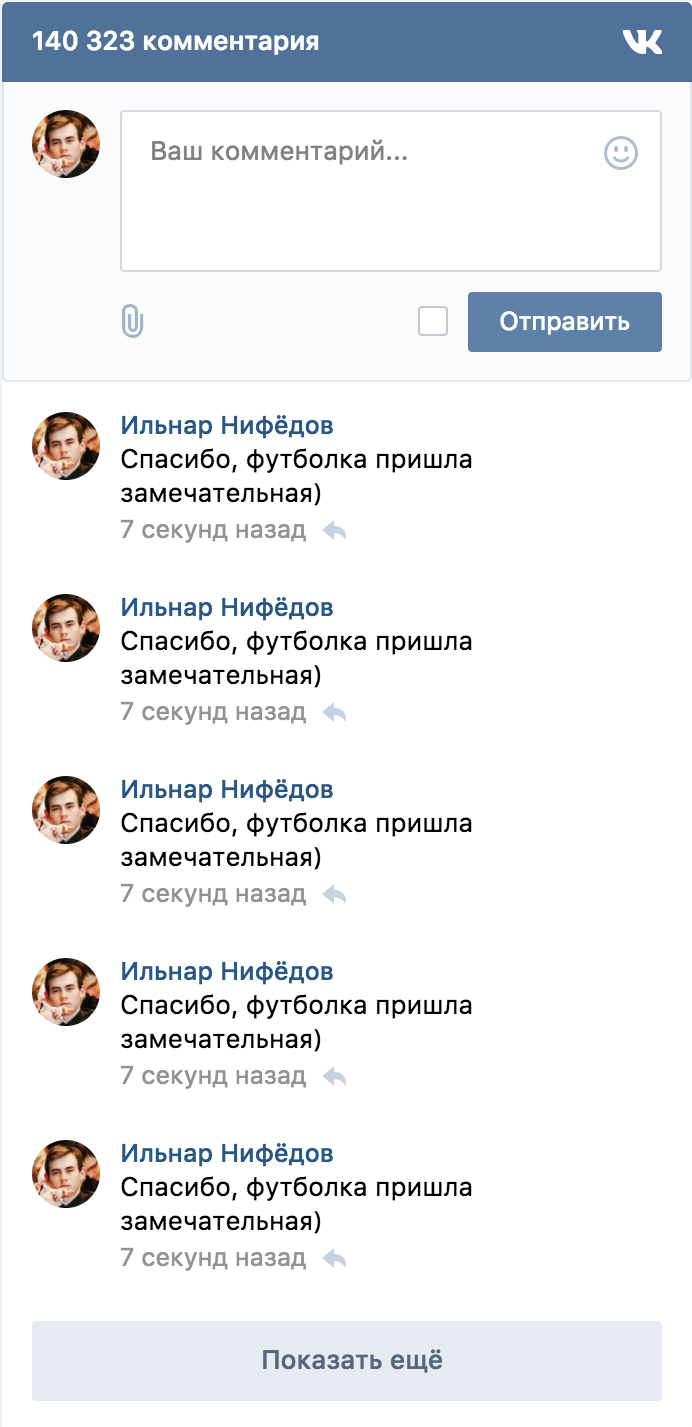 140 323 комментария
Ваш комментарий...
Отправить
Ильнар Нифёдов
Спасибо, футболка пришла
замечательная)
7 секунд назад
Ильнар Нифёдов
Спасибо, футболка пришла
замечательная)
7 секунд назад
Ильнар Нифёдов
Спасибо, футболка пришла
замечательная)
7 секунд назад
Ильнар Нифёдов
Спасибо, футболка пришла
замечательная)
7 секунд назад
Ильнар Нифёдов
Спасибо, футболка пришла
замечательная)
7 секунд назад
Показать ещё